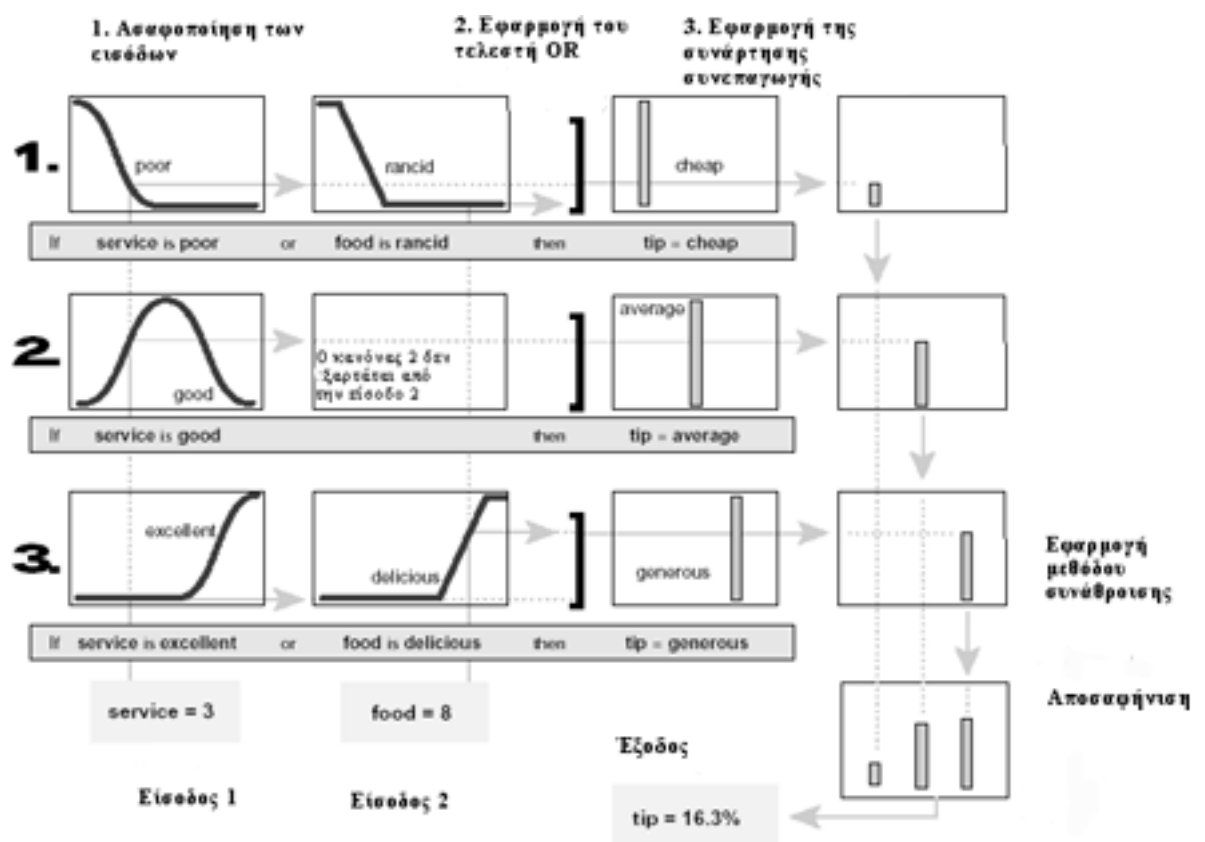 1. Ασαφοποίηση των
εισόδων
2. Εφαρμογή του
τελεστή OR
3. Εφαρμογή της
συνάρτησης
συνεπαγωγής
1.
poor
rancid
cheap
If service is poor or food is rancid then tip = cheap
2.
good
Ο κανόνας 2 δεν
ξαρτάται από
την είσοδο 2
average
If service is good then tip = average
3.
excellent
delicious
generous
If service is excellent or food is delicious then tip = generous
Εφαρμογή
μεθόδου
συνάθροισης
service = 3
food = 8
Αποσαφήνιση
Είσοδος 1
Είσοδος 2
Έξοδος
tip = 16.3%